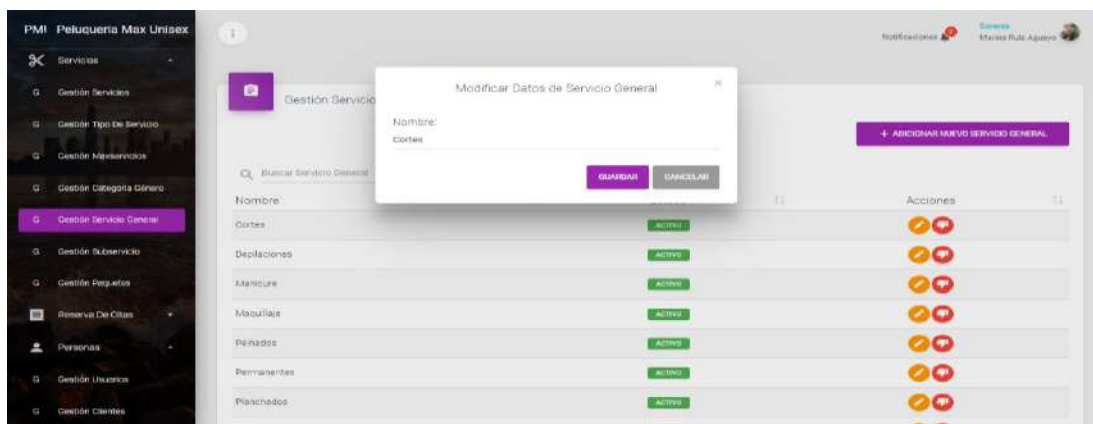 PMI Peluqueria Max Unisex
Servicios
G Gestión Servicios
G Gestión Tipo De Servicio
G Gestión Maxservicios
G Gestión Categoria Género
G Gestión Servicio General
G Gestión Subservicio
G Gestión Paquetes
Reserva De Citas
Personas
G Gestión Usuarios
G Gestión Clientes
Notificaciones
Gerente
Marina Ruiz Aguayo
Gestión Servicio
+ ADICIONAR NUEVO SERVICIO GENERAL
Buscar Servicio General
Modificar Datos de Servicio General
Nombre:
Cortes
GUARDAR CANCELAR
Nombre Acciones
Cortes ACTIVO
Depilaciones ACTIVO
Manicure ACTIVO
Maquillaje ACTIVO
Peinados ACTIVO
Permanentes ACTIVO
Planchados ACTIVO